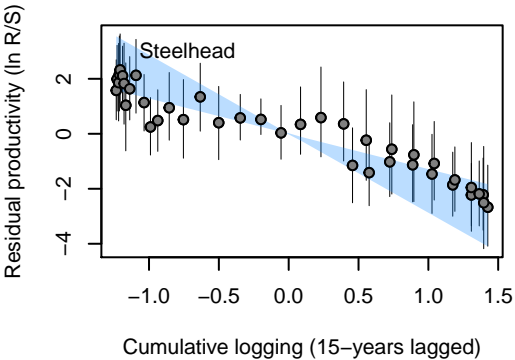 Steelhead
Residual productivity (ln R/S)
2
0
−2
−4
−1.0 −0.5 0.0 0.5 1.0 1.5
Cumulative logging (15−years lagged)